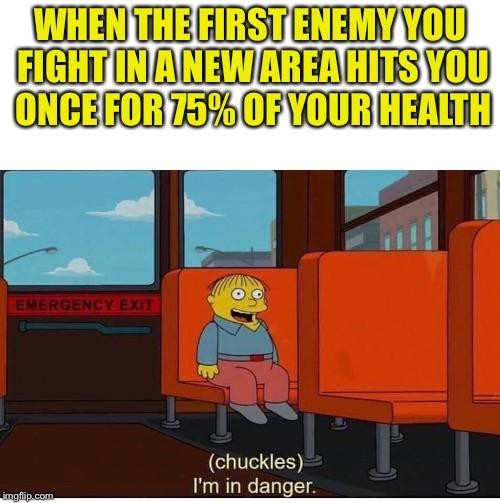 WHEN THE FIRST ENEMY YOU
FIGHT IN A NEW AREA HITS YOU
ONCE FOR 75% OF YOUR HEALTH
EMERGENCY EXIT
(chuckles)
I'm in danger.
imgflip.com